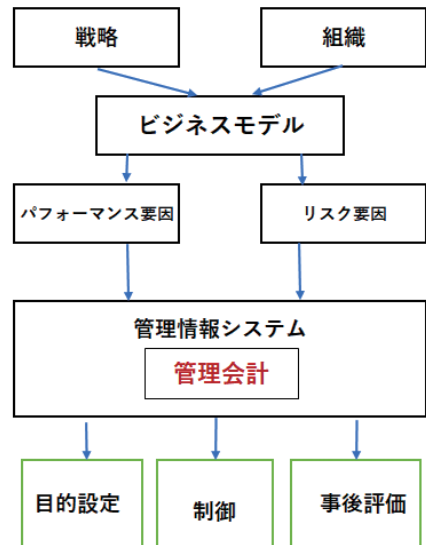 戦略
組織
ビジネスモデル
パフォーマンス要因
リスク要因
管理情報システム
管理会計
目的設定
制御
事後評価